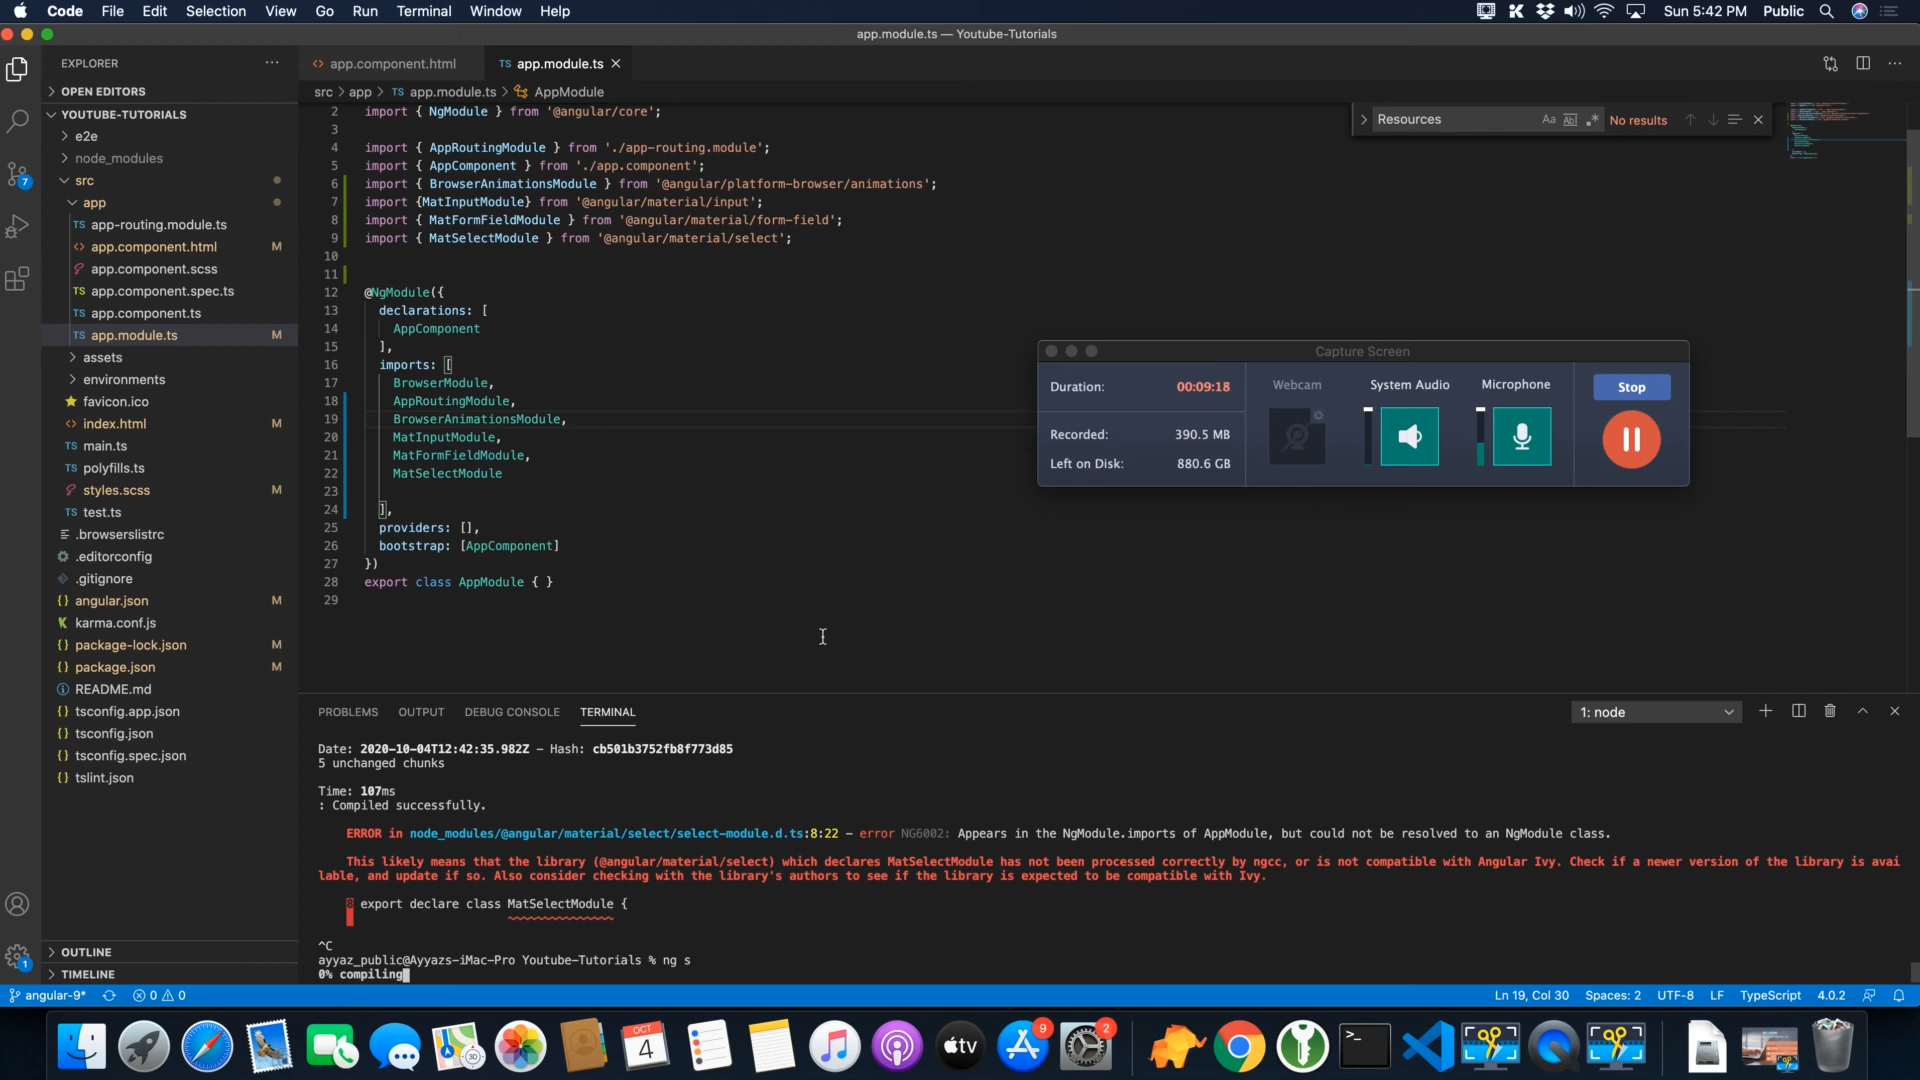 Code File Edit Selection View Go Run Terminal Window Help
Sun 5:42 PM Public
app.module.ts — Youtube-Tutorials
EXPLORER
OPEN EDITORS
YOUTUBE-TUTORIALS
e2e
node_modules
src
app
TS app-routing.module.ts
<> app.component.html M
app.component.scss
TS app.component.spec.ts
TS app.component.ts
TS app.module.ts M
assets
environments
favicon.ico
<> index.html M
TS main.ts
TS polyfills.ts
styles.scss M
TS test.ts
.browserslistrc
.editorconfig
.gitignore
{} angular.json M
karma.conf.js
{} package-lock.json M
{} package.json M
README.md
{} tsconfig.app.json
{} tsconfig.json
{} tsconfig.spec.json
{} tslint.json
OUTLINE
TIMELINE
7
1
<> app.component.html
TS app.module.ts
src > app > TS app.module.ts > AppModule
Resources Aa Abl .* No results
2 import { NgModule } from '@angular/core';
3
4 import { AppRoutingModule } from './app-routing.module';
5 import { AppComponent } from './app.component';
6 import { BrowserAnimationsModule } from '@angular/platform-browser/animations';
7 import {MatInputModule} from '@angular/material/input';
8 import { MatFormFieldModule } from '@angular/material/form-field';
9 import { MatSelectModule } from '@angular/material/select';
10
11
12 @NgModule({
13 declarations: [
14 AppComponent
15 ],
16 imports: [
17 BrowserModule,
18 AppRoutingModule,
19 BrowserAnimationsModule,
20 MatInputModule,
21 MatFormFieldModule,
22 MatSelectModule
23
24 ],
25 providers: [],
26 bootstrap: [AppComponent]
27 })
28 export class AppModule { }
29
Capture Screen
Duration: 00:09:18
Recorded: 390.5 MB
Left on Disk: 880.6 GB
Webcam System Audio Microphone
Stop
PROBLEMS OUTPUT DEBUG CONSOLE TERMINAL
1: node
Date: 2020-10-04T12:42:35.982Z - Hash: cb501b3752fb8f773d85
5 unchanged chunks
Time: 107ms
: Compiled successfully.
ERROR in node_modules/@angular/material/select/select-module.d.ts:8:22 - error NG6002: Appears in the NgModule.imports of AppModule, but could not be resolved to an NgModule class.
This likely means that the library (@angular/material/select) which declares MatSelectModule has not been processed correctly by ngcc, or is not compatible with Angular Ivy. Check if a newer version of the library is avai
lable, and update if so. Also consider checking with the library's authors to see if the library is expected to be compatible with Ivy.
8 export declare class MatSelectModule {
^C
ayyaz_public@Ayyazs-iMac-Pro Youtube-Tutorials % ng s
0% compiling
angular-9* 0 0
Ln 19, Col 30 Spaces: 2 UTF-8 LF TypeScript 4.0.2
OCT
4
tv
9
2
>_